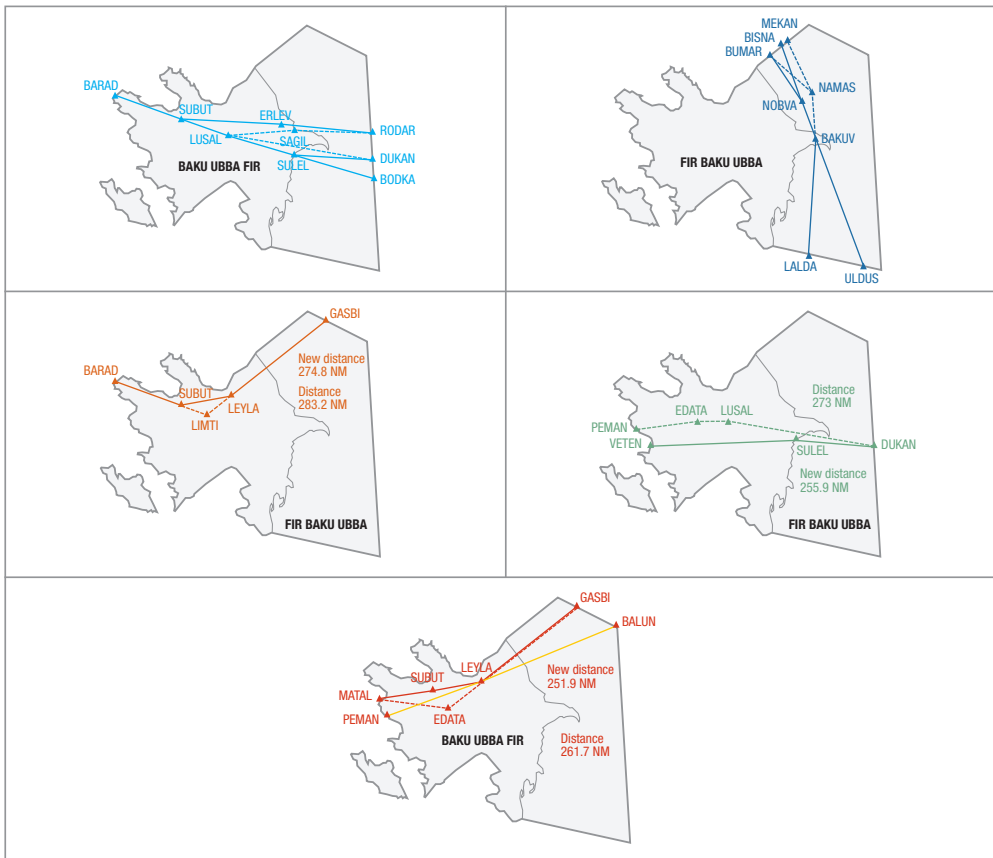 BARAD
SUBUT
ERLEV
RODAR
LUSAL
SAGIL
BAKU UBBA FIR
SULEL
DUKAN
BODKA
MEKAN
BISNA
BUMAR
NAMAS
NOBVA
BAKUV
FIR BAKU UBBA
LALDA
ULDUS
GASBI
New distance
274.8 NM
BARAD
SUBUT
Distance
283.2 NM
LEYLA
LIMTI
FIR BAKU UBBA
Distance
273 NM
EDATA
LUSAL
PEMAN
VETEN
SULEL
DUKAN
New distance
255.9 NM
FIR BAKU UBBA
GASBI
BALUN
LEYLA
New distance
251.9 NM
SUBUT
MATAL
PEMAN
EDATA
BAKU UBBA FIR
Distance
261.7 NM